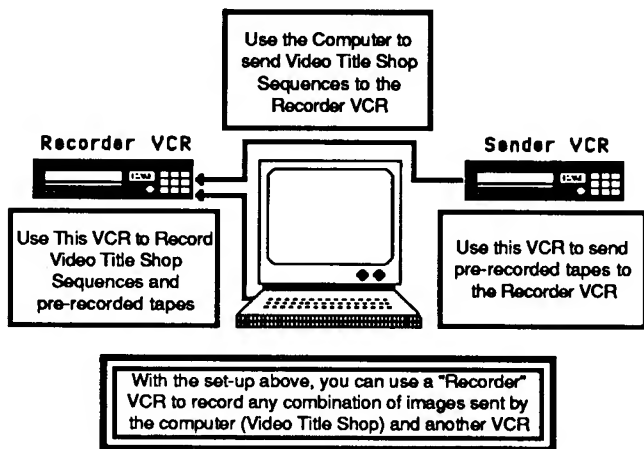 Use the Computer to
send Video Title Shop
Sequences to the
Recorder VCR
Recorder VCR
Sender VCR
Use This VCR to Record
Video Title Shop
Sequences and
pre-recorded tapes
Use this VCR to send
pre-recorded tapes to
the Recorder VCR
With the set-up above, you can use a "Recorder"
VCR to record any combination of images sent by
the computer (Video Title Shop) and another VCR